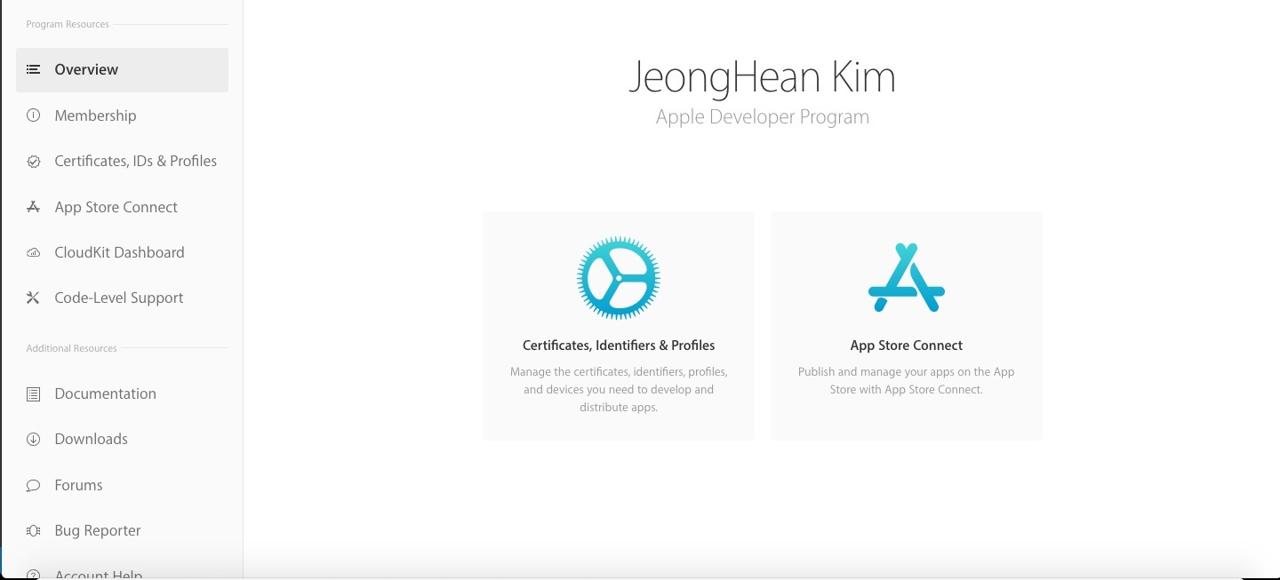 Program Resources
Overview
Membership
Certificates, IDs & Profiles
App Store Connect
CloudKit Dashboard
Code-Level Support
Additional Resources
Documentation
Downloads
Forums
Bug Reporter
Account Help
JeongHean Kim
Apple Developer Program
Certificates, Identifiers & Profiles
Manage the certificates, identifiers, profiles,
and devices you need to develop and
distribute apps.
App Store Connect
Publish and manage your apps on the App
Store with App Store Connect.